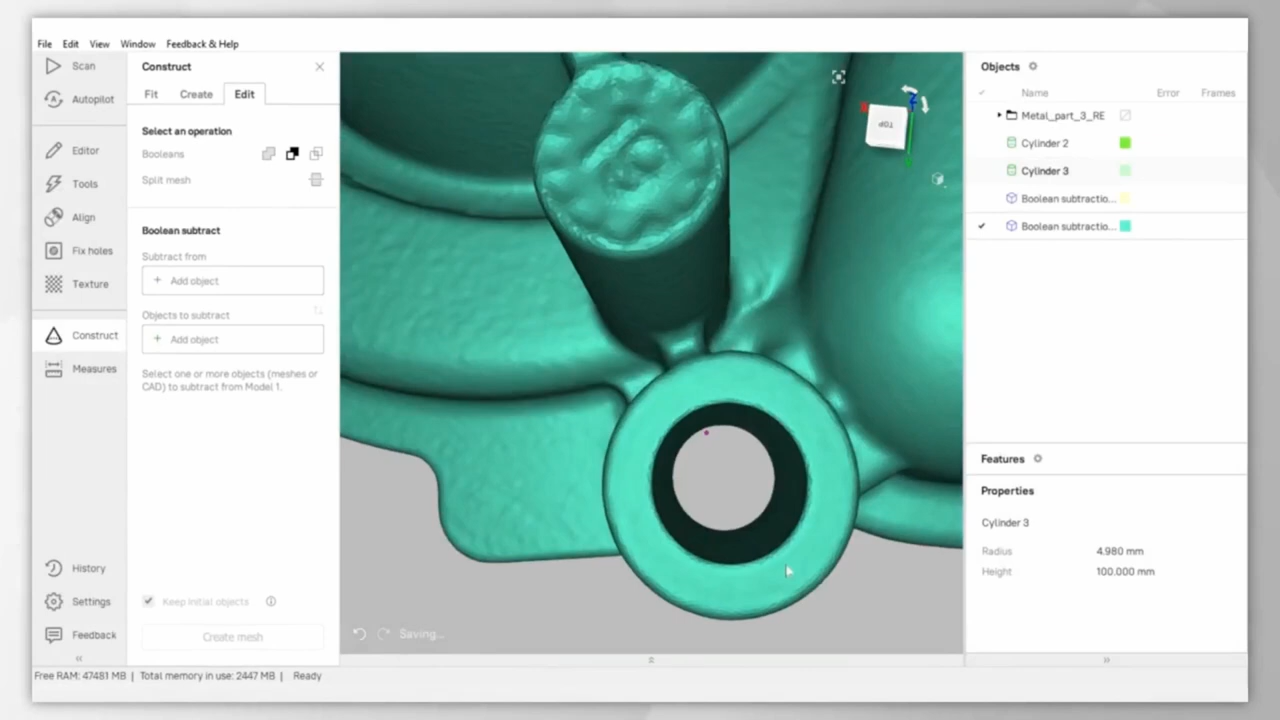 File Edit View Window Feedback & Help
Scan
Autopilot
Editor
Tools
Align
Fix holes
Texture
Construct
Measures
History
Settings
Feedback
Construct
Fit Create Edit
Select an operation
Booleans
Split mesh
Boolean subtract
Subtract from
+ Add object
Objects to subtract
+ Add object
Select one or more objects (meshes or
CAD) to subtract from Model 1.
Keep initial objects
Create mesh
TOP
Z
Saving...
Objects
Name Error Frames
Metal_part_3_RE
Cylinder 2
Cylinder 3
Boolean subtractio...
Boolean subtractio...
Features
Properties
Cylinder 3
Radius 4.980 mm
Height 100.000 mm
Free RAM: 47481 MB | Total memory in use: 2447 MB | Ready